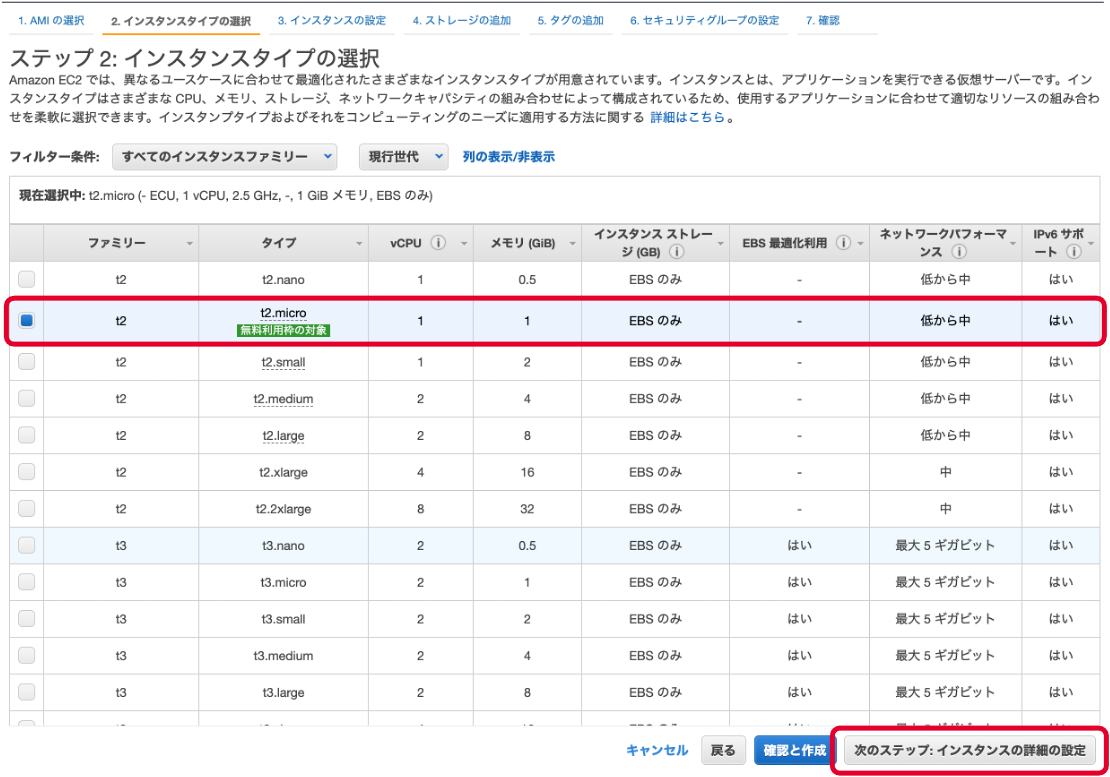 1. AMI の選択 2. インスタンスタイプの選択 3. インスタンスの設定 4. ストレージの追加 5. タグの追加 6. セキュリティグループの設定 7. 確認
ステップ 2: インスタンスタイプの選択
Amazon EC2 では、異なるユースケースに合わせて最適化されたさまざまなインスタンスタイプが用意されています。インスタンスとは、アプリケーションを実行できる仮想サーバーです。イン
スタンスタイプはさまざまな CPU、メモリ、ストレージ、ネットワークキャパシティの組み合わせによって構成されているため、使用するアプリケーションに合わせて適切なリソースの組み合わ
せを柔軟に選択できます。インスタンプタイプおよびそれをコンピューティングのニーズに適用する方法に関する 詳細はこちら。
フィルター条件: すべてのインスタンスファミリー 現行世代 列の表示/非表示
現在選択中: t2.micro (- ECU, 1 vCPU, 2.5 GHz, -, 1 GiB メモリ, EBS のみ)
ファミリー タイプ vCPU メモリ (GiB) インスタンス ストレー EBS 最適化利用 ネットワークパフォーマ IPv6 サポ
ジ (GB) ンス ート
t2 t2.nano 1 0.5 EBS のみ - 低から中 はい
t2 t2.micro 1 1 EBS のみ - 低から中 はい
無料利用枠の対象
t2 t2.small 1 2 EBS のみ - 低から中 はい
t2 t2.medium 2 4 EBS のみ - 低から中 はい
t2 t2.large 2 8 EBS のみ - 低から中 はい
t2 t2.xlarge 4 16 EBS のみ - 中 はい
t2 t2.2xlarge 8 32 EBS のみ - 中 はい
t3 t3.nano 2 0.5 EBS のみ はい 最大 5 ギガビット はい
t3 t3.micro 2 1 EBS のみ はい 最大 5 ギガビット はい
t3 t3.small 2 2 EBS のみ はい 最大 5 ギガビット はい
t3 t3.medium 2 4 EBS のみ はい 最大 5 ギガビット はい
t3 t3.large 2 8 EBS のみ はい 最大 5 ギガビット はい
キャンセル 戻る 確認と作成 次のステップ: インスタンスの詳細の設定